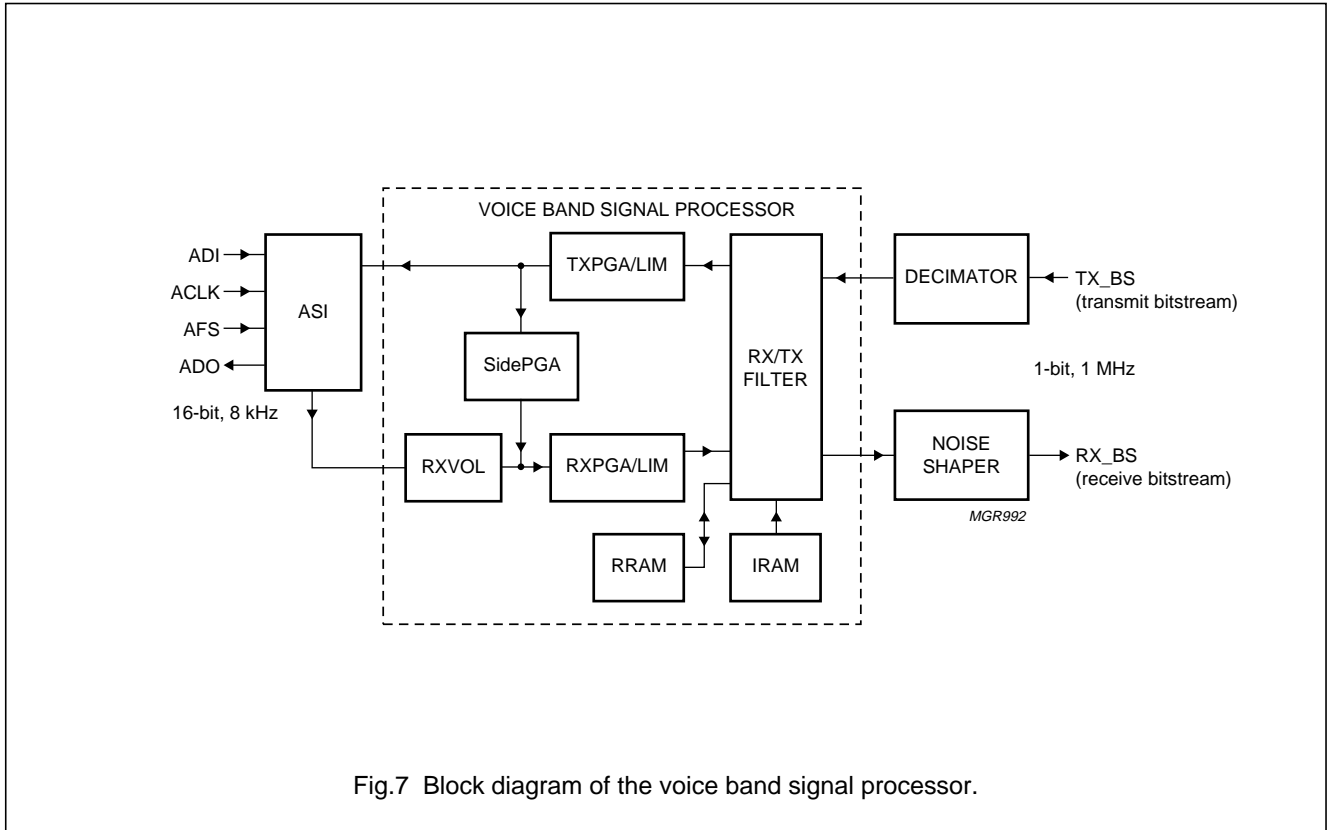 VOICE BAND SIGNAL PROCESSOR
ADI
ACLK
AFS
ADO
ASI
16-bit, 8 kHz
TXPGA/LIM
SidePGA
RXVOL
RXPGA/LIM
RRAM
IRAM
RX/TX
FILTER
DECIMATOR
TX_BS
(transmit bitstream)
1-bit, 1 MHz
NOISE
SHAPER
RX_BS
(receive bitstream)
MGR992
Fig.7 Block diagram of the voice band signal processor.